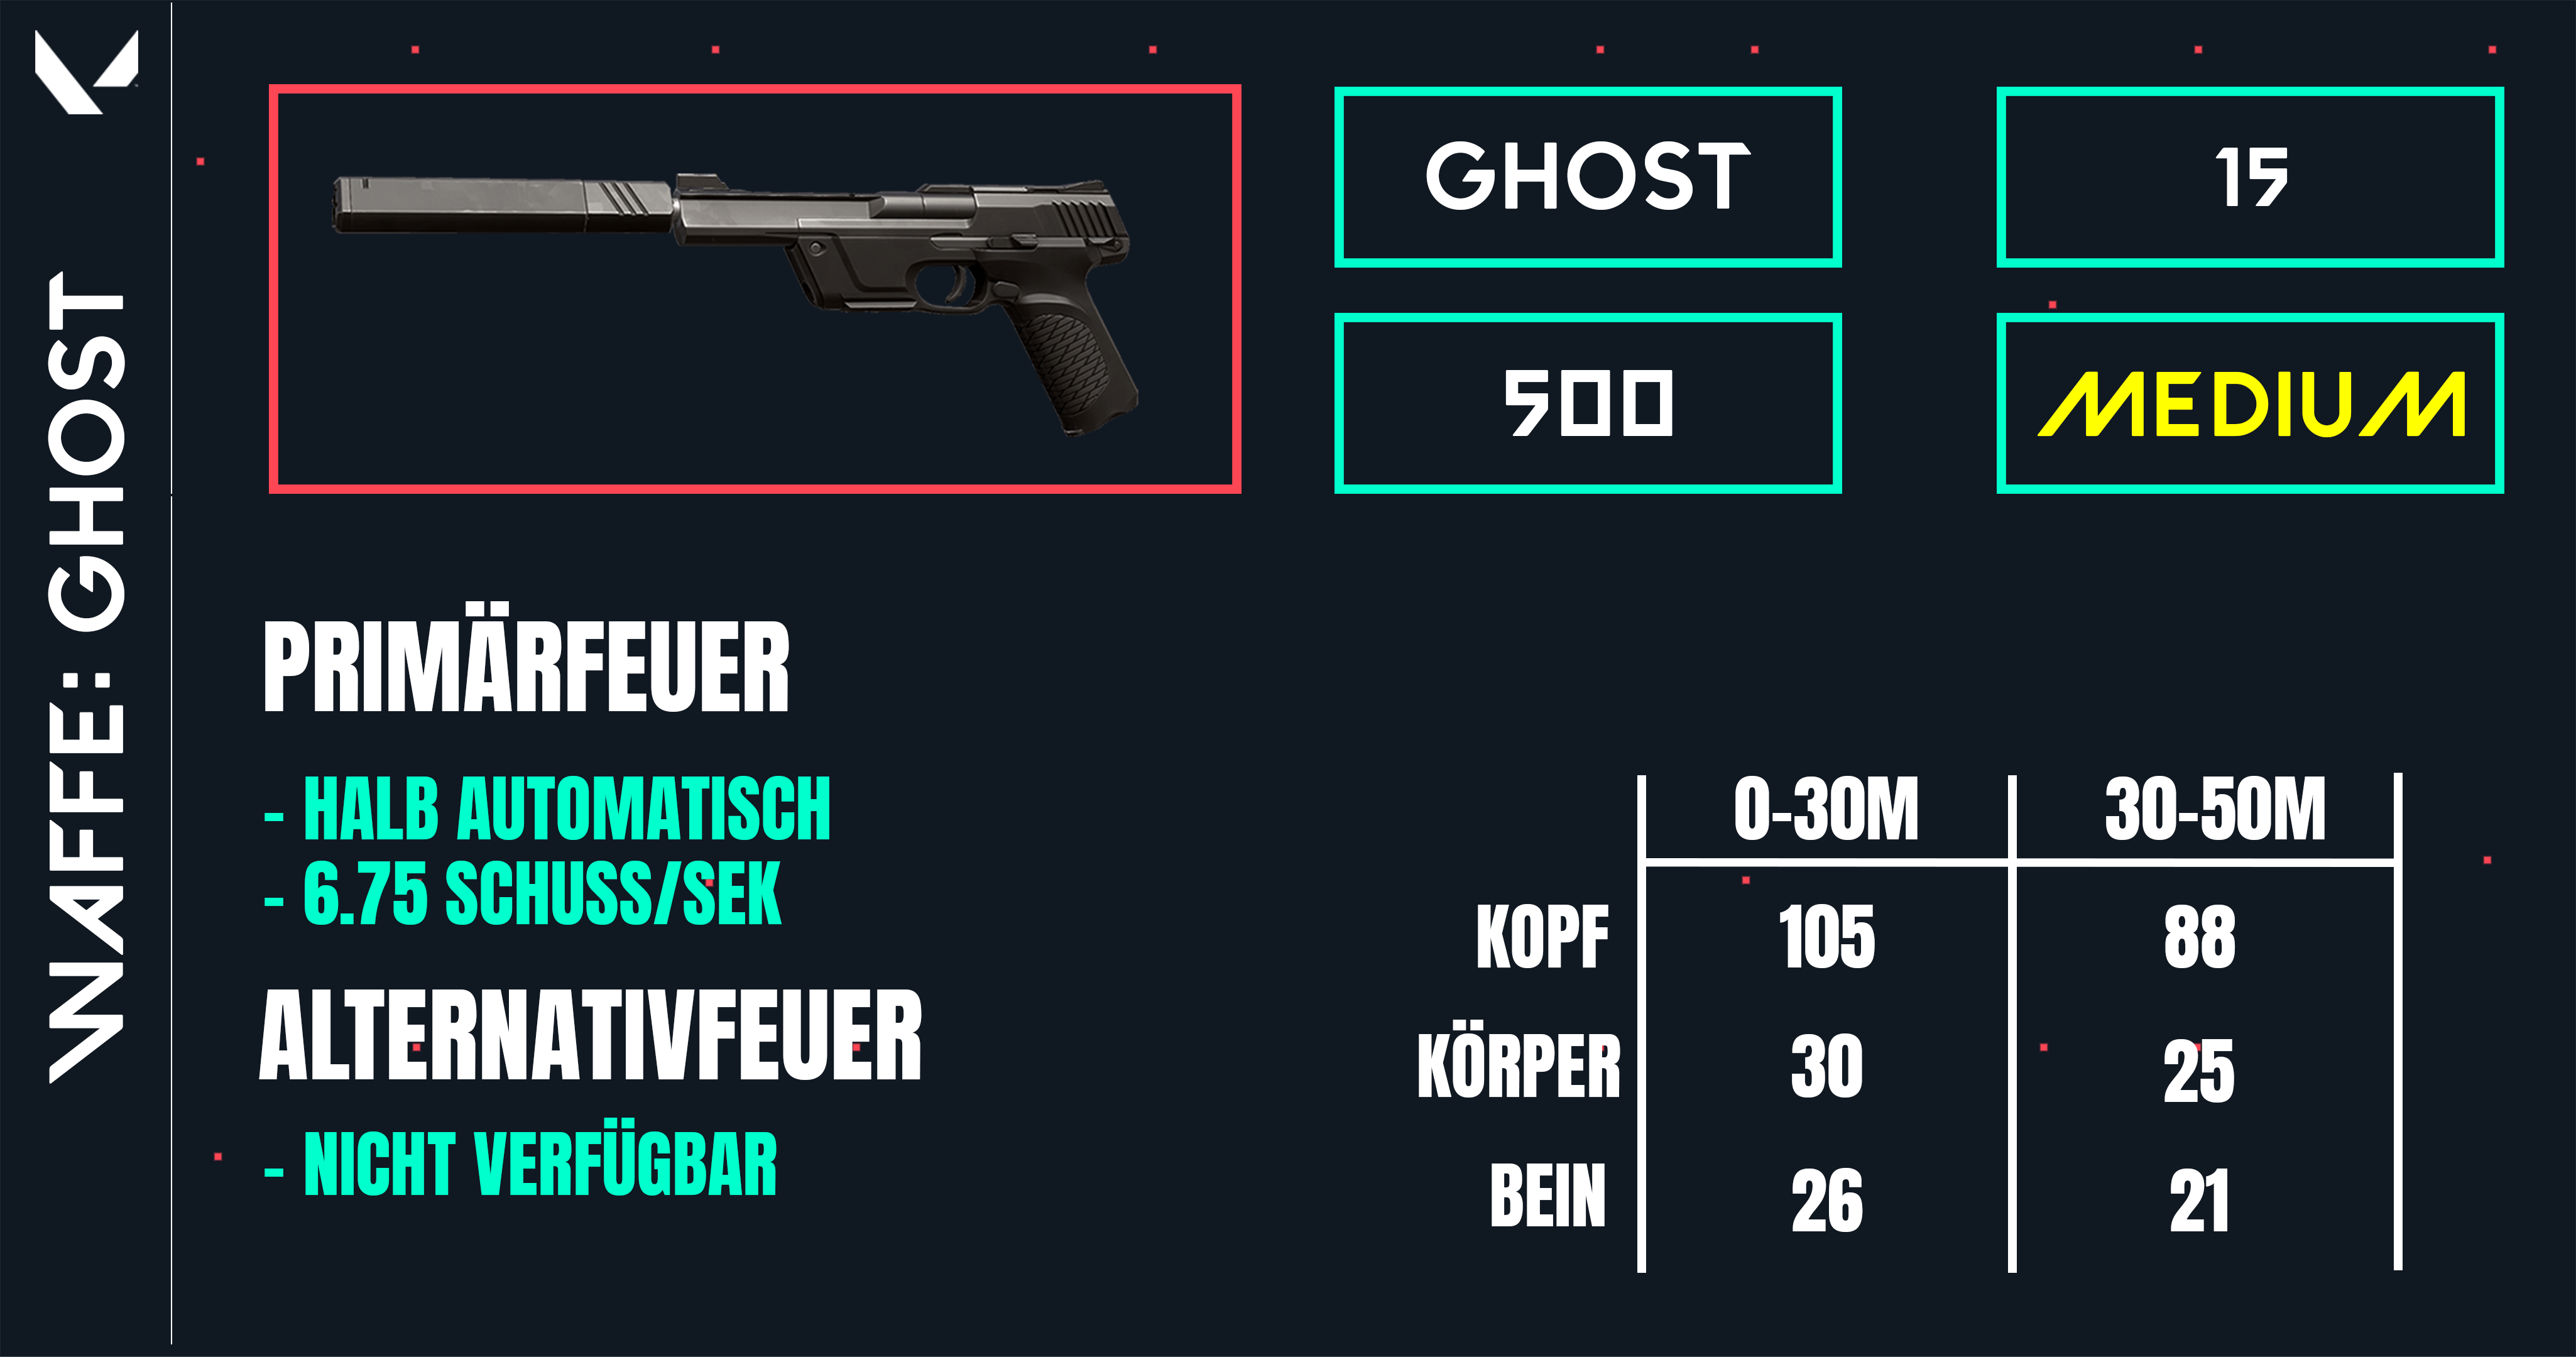 WAFFE: GHOST
GHOST
15
500
MEDIUM
PRIMÄRFEUER
- HALB AUTOMATISCH
- 6.75 SCHUSS/SEK
ALTERNATIVFEUER
- NICHT VERFÜGBAR
0-30M 30-50M
KOPF 105 88
KÖRPER 30 25
BEIN 26 21